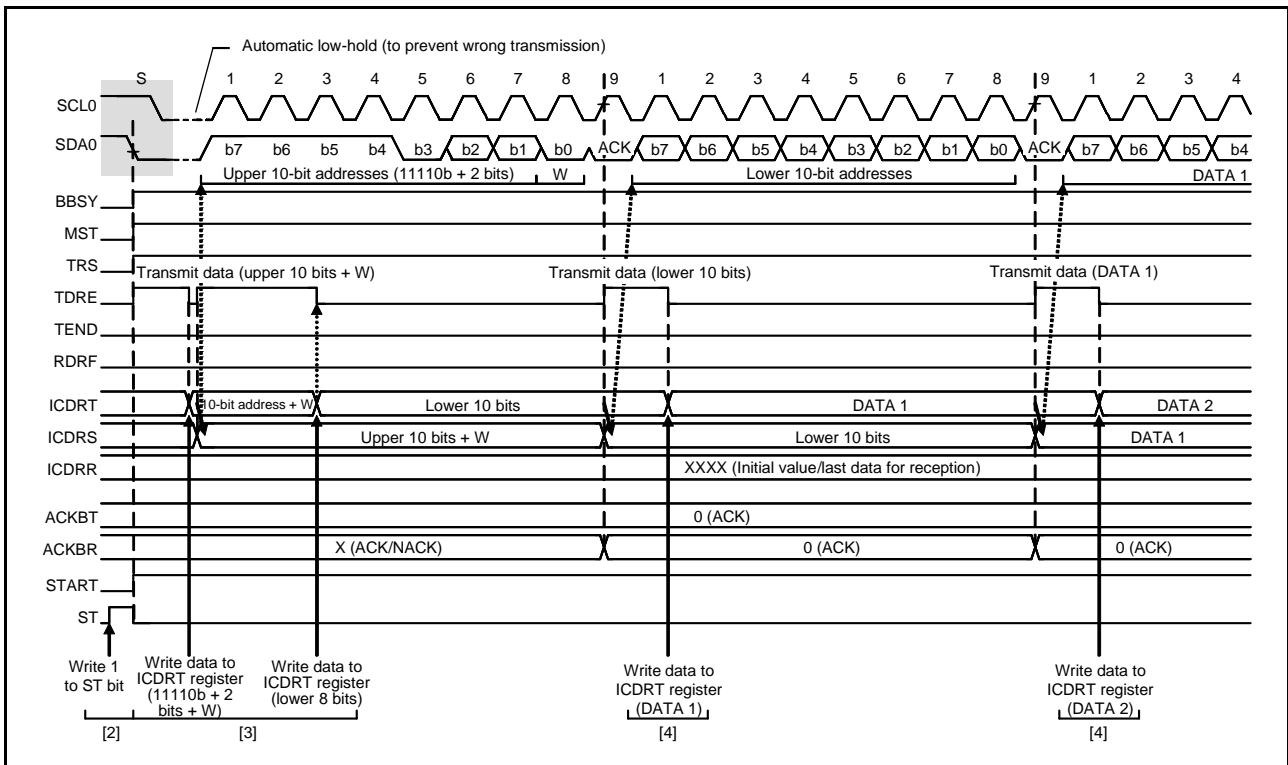 Automatic low-hold (to prevent wrong transmission)
S 1 2 3 4 5 6 7 8 9 1 2 3 4 5 6 7 8 9 1 2 3 4
SCL0
SDA0 b7 b6 b5 b4 b3 b2 b1 b0 ACK b7 b6 b5 b4 b3 b2 b1 b0 ACK b7 b6 b5 b4
Upper 10-bit addresses (11110b + 2 bits) W Lower 10-bit addresses DATA 1
BBSY
MST
TRS
Transmit data (upper 10 bits + W) Transmit data (lower 10 bits) Transmit data (DATA 1)
TDRE
TEND
RDRF
ICDRT 10-bit address + W Lower 10 bits DATA 1 DATA 2
ICDRS Upper 10 bits + W Lower 10 bits DATA 1
ICDRR XXXX (Initial value/last data for reception)
ACKBT 0 (ACK)
ACKBR X (ACK/NACK) 0 (ACK) 0 (ACK)
START
ST
Write 1
to ST bit
Write data to
ICDRT register
(11110b + 2
bits + W)
Write data to
ICDRT register
(lower 8 bits)
Write data to
ICDRT register
(DATA 1)
Write data to
ICDRT register
(DATA 2)
[2] [3] [4] [4]